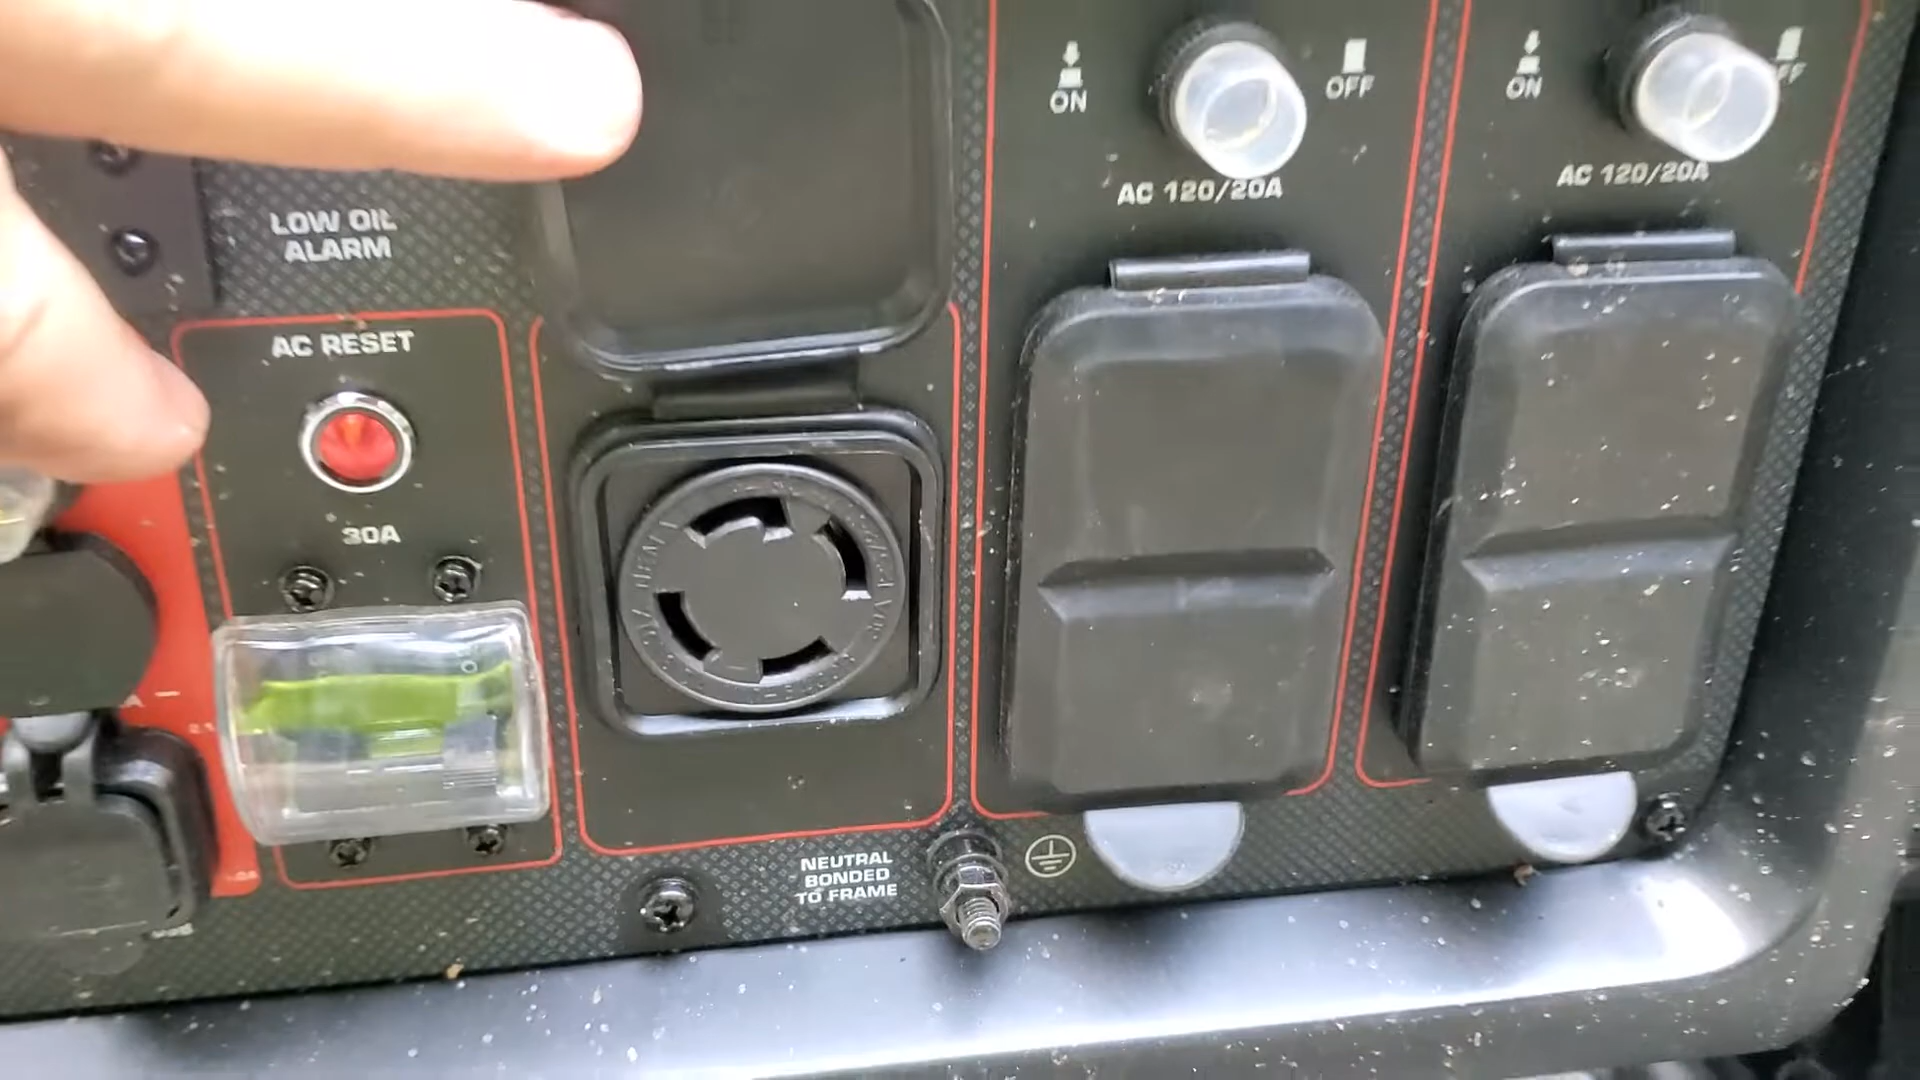 ON
OFF
ON
AC 120/20A
AC 120/20A
LOW OIL
ALARM
AC RESET
30A
NEUTRAL
BONDED
TO FRAME